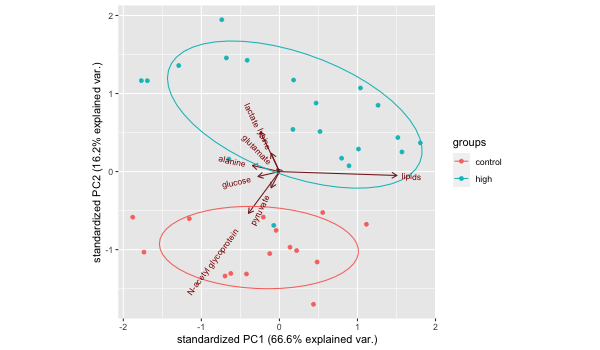 standardized PC2 (16.2% explained var.)
2
1
0
-1
lactate
glutamate
alanine
glucose
pyruvate
N-acetyl glycoprotein
lipids
-2
-1
0
1
2
standardized PC1 (66.6% explained var.)
groups
control
high